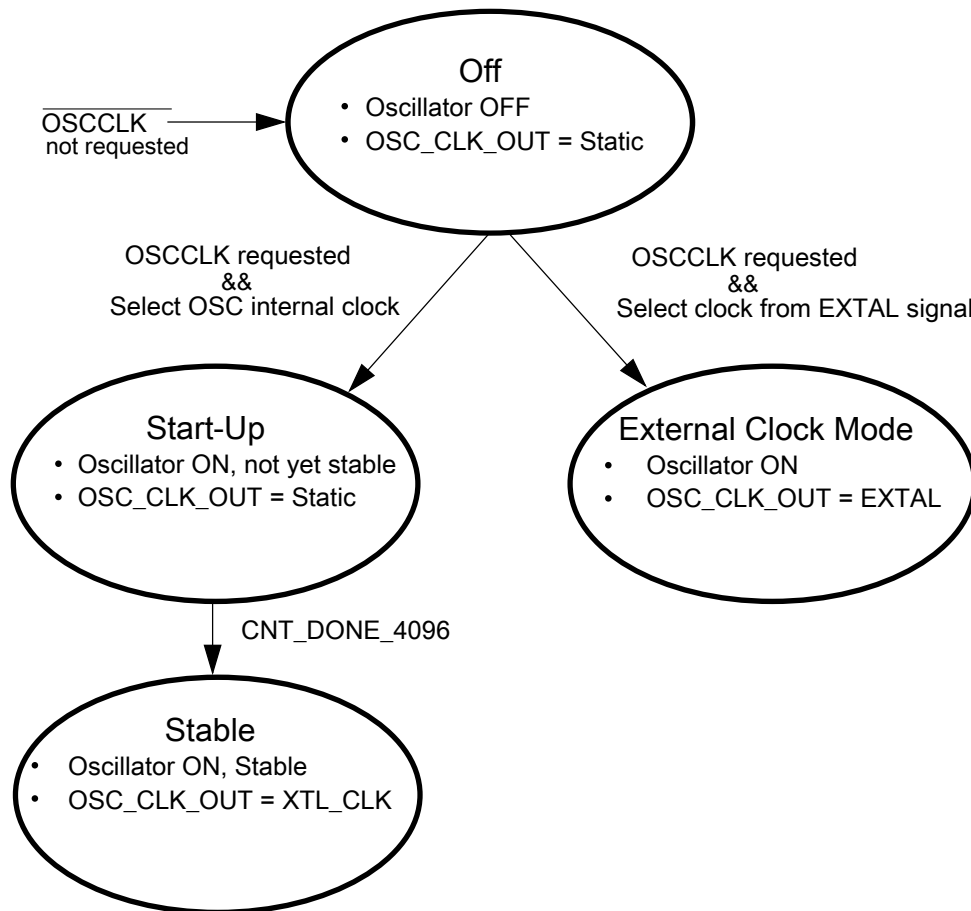 Off
• Oscillator OFF
• OSC_CLK_OUT = Static
OSCCLK
not requested
OSCCLK requested
&&
Select OSC internal clock
OSCCLK requested
&&
Select clock from EXTAL signal
Start-Up
• Oscillator ON, not yet stable
• OSC_CLK_OUT = Static
External Clock Mode
• Oscillator ON
• OSC_CLK_OUT = EXTAL
CNT_DONE_4096
Stable
• Oscillator ON, Stable
• OSC_CLK_OUT = XTL_CLK